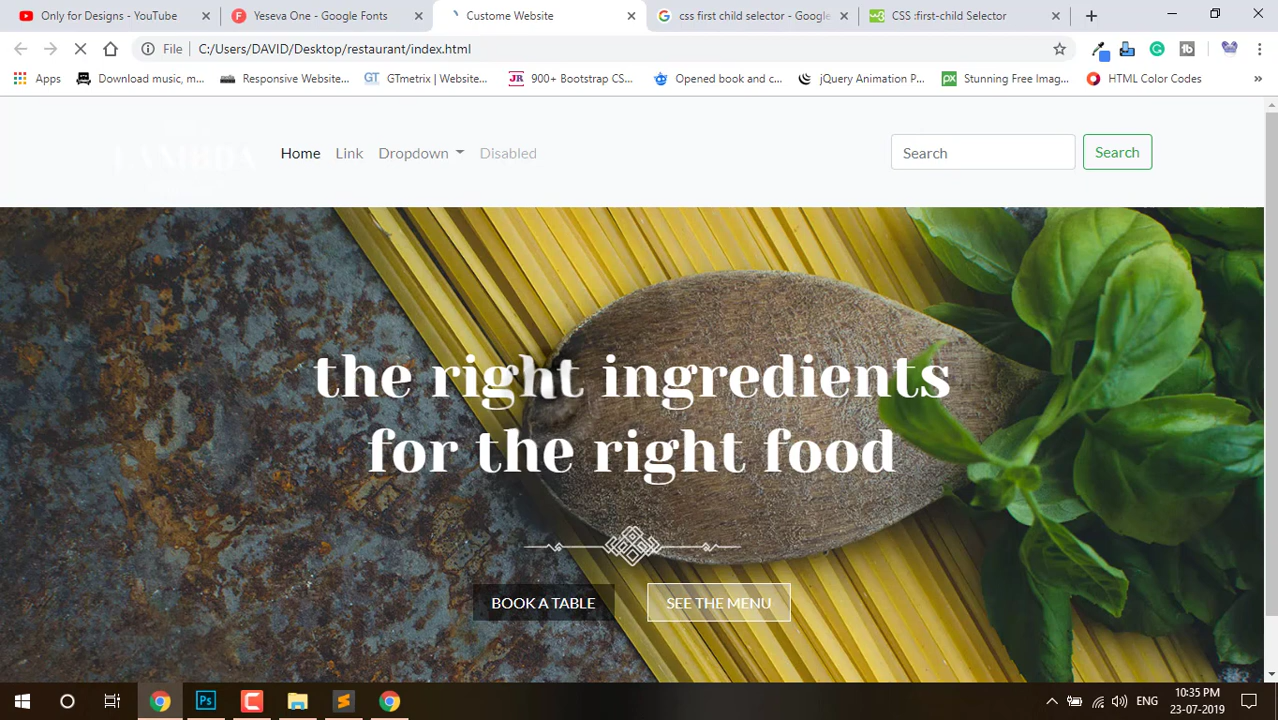 Only for Designs - YouTube
Yeseva One - Google Fonts
Custome Website
css first child selector - Google
CSS :first-child Selector
File
C:/Users/DAVID/Desktop/restaurant/index.html
Apps
Download music, m...
Responsive Website...
GTmetrix | Website...
900+ Bootstrap CS...
Opened book and c...
jQuery Animation P...
Stunning Free Imag...
HTML Color Codes
LAMBDA
Home
Link
Dropdown
Disabled
Search
Search
the right ingredients
for the right food
BOOK A TABLE
SEE THE MENU
ENG
10:35 PM
23-07-2019